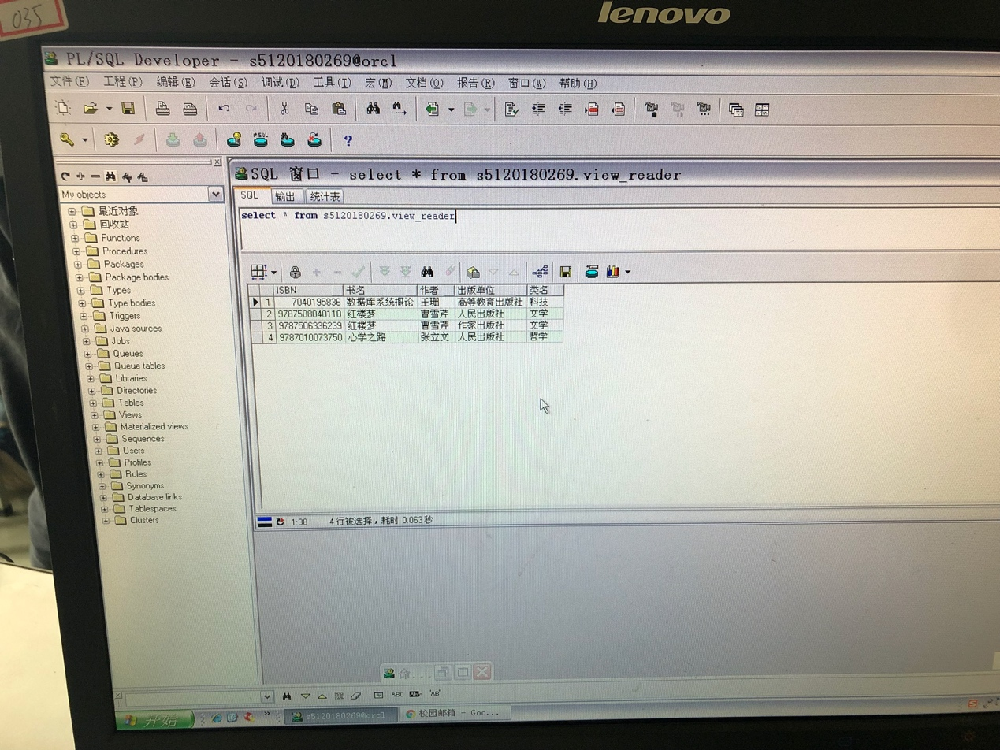 035
lenovo
PL/SQL Developer - s5120180269@orcl
文件(F) 工程(P) 编辑(E) 会话(S) 调试(D) 工具(T) 宏(M) 文档(O) 报告(R) 窗口(W) 帮助(H)
SQL
?
SQL 窗口 - select * from s5120180269.view_reader
My objects
SQL 输出 统计表
select * from s5120180269.view_reader
最近对象
回收站
Functions
Procedures
Packages
Package bodies
Types
Type bodies
Triggers
Java sources
Jobs
Queues
Queue tables
Libraries
Directories
Tables
Views
Materialized views
Sequences
Users
Profiles
Roles
Synonyms
Database links
Tablespaces
Clusters
ISBN 书名 作者 出版单位 类名
1 7040195836 数据库系统概论 王珊 高等教育出版社 科技
2 9787508040110 红楼梦 曹雪芹 人民出版社 文学
3 9787506336239 红楼梦 曹雪芹 作家出版社 文学
4 9787010073750 心学之路 张立文 人民出版社 哲学
1:38 4 行被选择，耗时 0.063 秒
命...
ABC "AB"
开始 s5120180269@orcl 校园邮箱 - Goo...